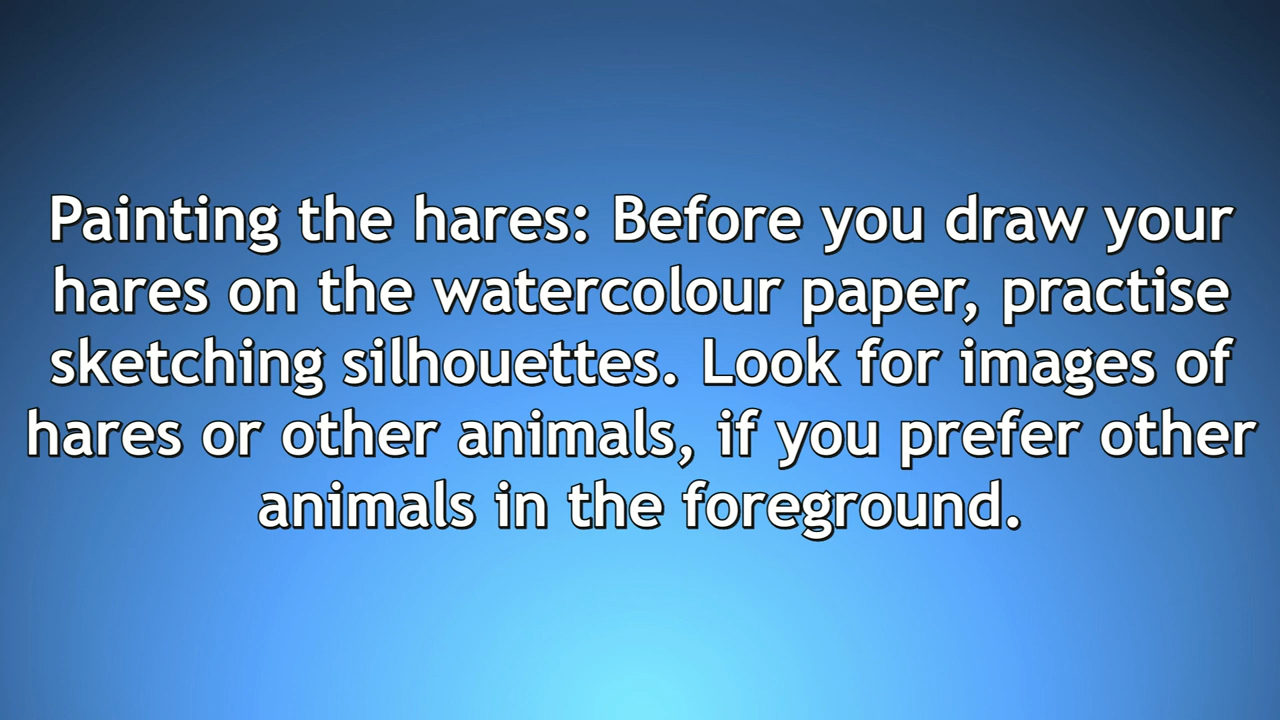 Painting the hares: Before you draw your
hares on the watercolour paper, practise
sketching silhouettes. Look for images of
hares or other animals, if you prefer other
animals in the foreground.